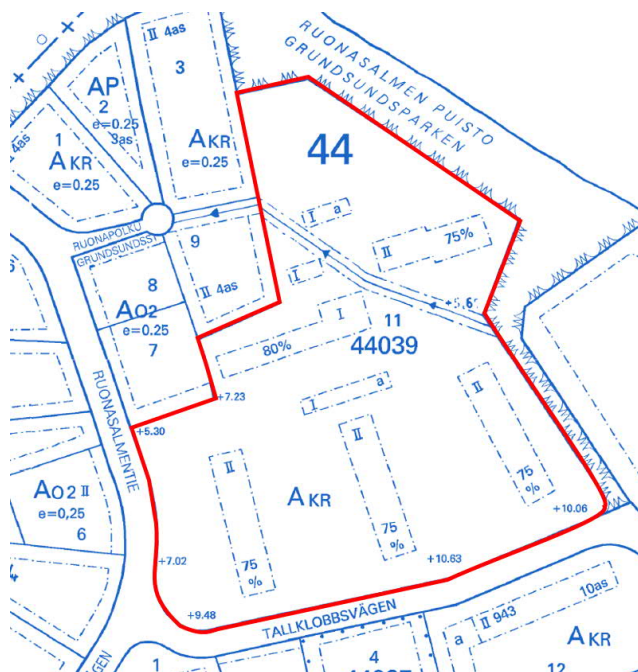 II 4as
3
AP
2
e=0.25
3as
4as
1
AKR
e=0.25
AKR
e=0.25
RUONASALMEN PUISTO
GRUNDSUNDSPARKEN
44
RUONAPOLKU
GRUNDSUNDSST.
9
II 4as
I a
II 75%
I
8
AO2
e=0.25
7
80% I
11
44039
+7.23
+5.30
I a
II
75
%
II
75
%
II
75
%
AKR
RUONASALMENTIE
AO2 II
e=0,25
6
+7.02
+9.48
+10.63
+10.06
TALLKLOBBSVÄGEN
1
4
a II 943 10as
AKR
12